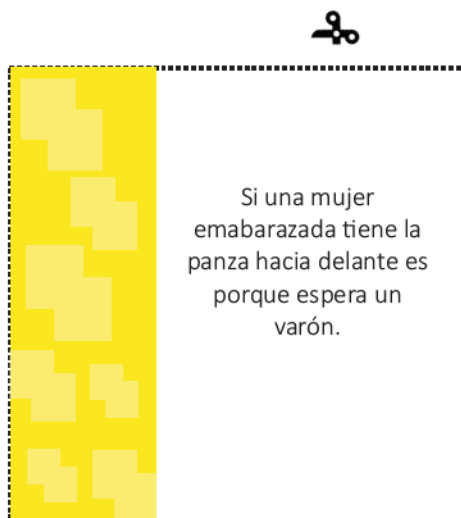 Si una mujer
emabarazada tiene la
panza hacia delante es
porque espera un
varón.